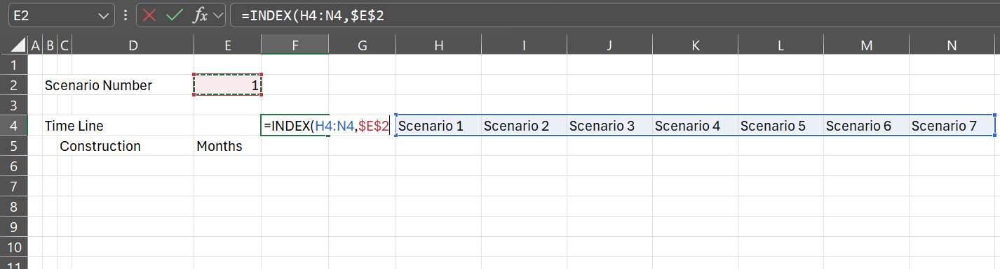 E2 fx =INDEX(H4:N4,$E$2
A B C D E F G H I J K L M N
1
2 Scenario Number 1
3
4 Time Line =INDEX(H4:N4,$E$2 Scenario 1 Scenario 2 Scenario 3 Scenario 4 Scenario 5 Scenario 6 Scenario 7
5 Construction Months
6
7
8
9
10
11